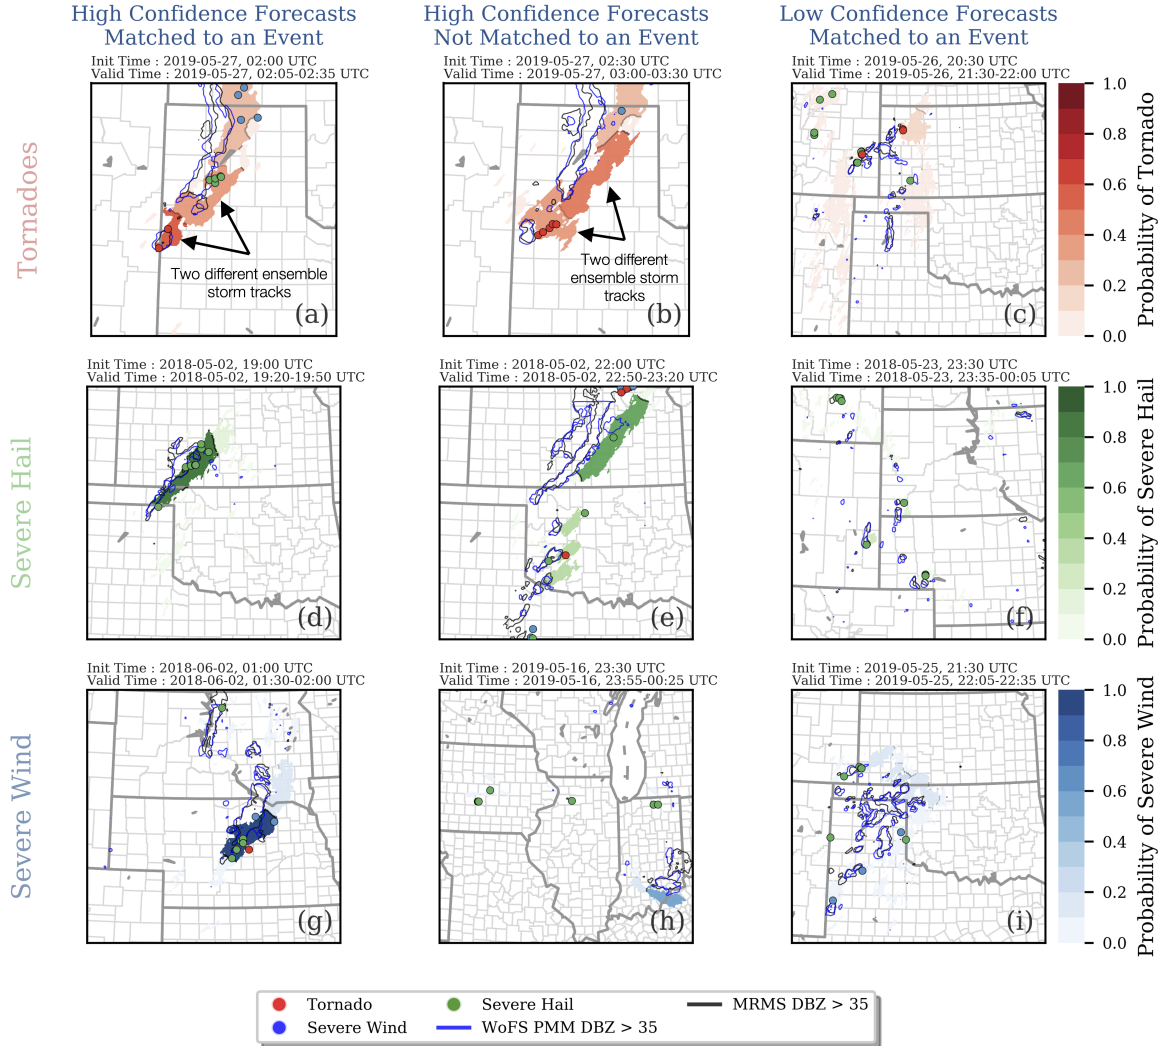 High Confidence Forecasts
Matched to an Event
High Confidence Forecasts
Not Matched to an Event
Low Confidence Forecasts
Matched to an Event
Tornadoes
Init Time : 2019-05-27, 02:00 UTC
Valid Time : 2019-05-27, 02:05-02:35 UTC
Two different ensemble
storm tracks
(a)
Init Time : 2019-05-27, 02:30 UTC
Valid Time : 2019-05-27, 03:00-03:30 UTC
Two different
ensemble storm
tracks
(b)
Init Time : 2019-05-26, 20:30 UTC
Valid Time : 2019-05-26, 21:30-22:00 UTC
(c)
1.0
0.8
0.6
0.4
0.2
0.0
Probability of Tornado
Severe Hail
Init Time : 2018-05-02, 19:00 UTC
Valid Time : 2018-05-02, 19:20-19:50 UTC
(d)
Init Time : 2018-05-02, 22:00 UTC
Valid Time : 2018-05-02, 22:50-23:20 UTC
(e)
Init Time : 2018-05-23, 23:30 UTC
Valid Time : 2018-05-23, 23:35-00:05 UTC
(f)
1.0
0.8
0.6
0.4
0.2
0.0
Probability of Severe Hail
Severe Wind
Init Time : 2018-06-02, 01:00 UTC
Valid Time : 2018-06-02, 01:30-02:00 UTC
(g)
Init Time : 2019-05-16, 23:30 UTC
Valid Time : 2019-05-16, 23:55-00:25 UTC
(h)
Init Time : 2019-05-25, 21:30 UTC
Valid Time : 2019-05-25, 22:05-22:35 UTC
(i)
1.0
0.8
0.6
0.4
0.2
0.0
Probability of Severe Wind
Tornado
Severe Hail
MRMS DBZ > 35
Severe Wind
WoFS PMM DBZ > 35